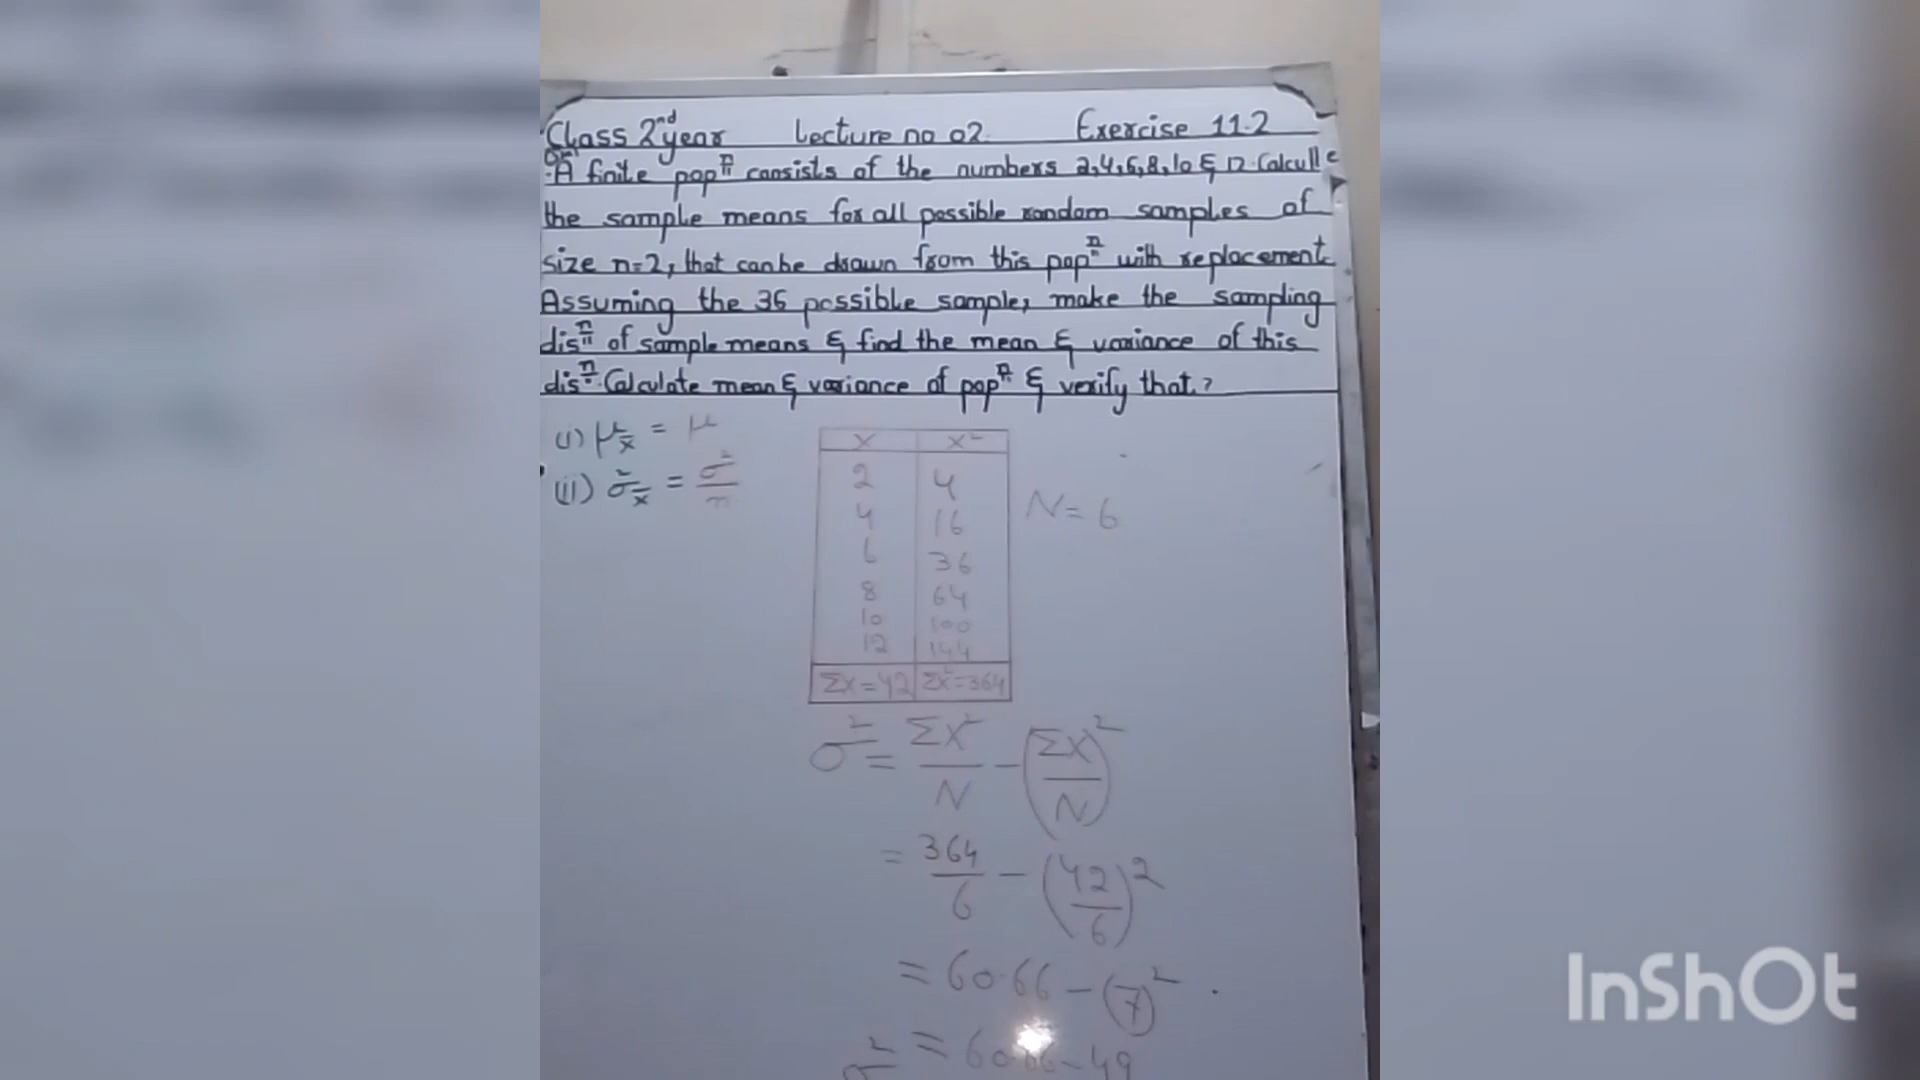 Class 2nd year Lecture no 02. Exercise 11.2
A finite popⁿ consists of the numbers 2,4,6,8,10 & 12. Calcull e
the sample means for all possible random samples of
size n=2, that can be drawn from this popⁿ with replacement.
Assuming the 36 possible sample, make the sampling
disⁿ of sample means & find the mean & variance of this
disⁿ. Calculate mean & variance of popⁿ & verify that.?
(i) μx̄ = μ
(ii) σ²x̄ = σ²/n
X X²
2 4
4 16
6 36
8 64
10 100
12 144
ΣX=42 ΣX²=364
N=6
σ² = ΣX²/N − (ΣX/N)²
= 364/6 − (42/6)²
= 60.66 − (7)²
σ² = 60.66 − 49
InShOt